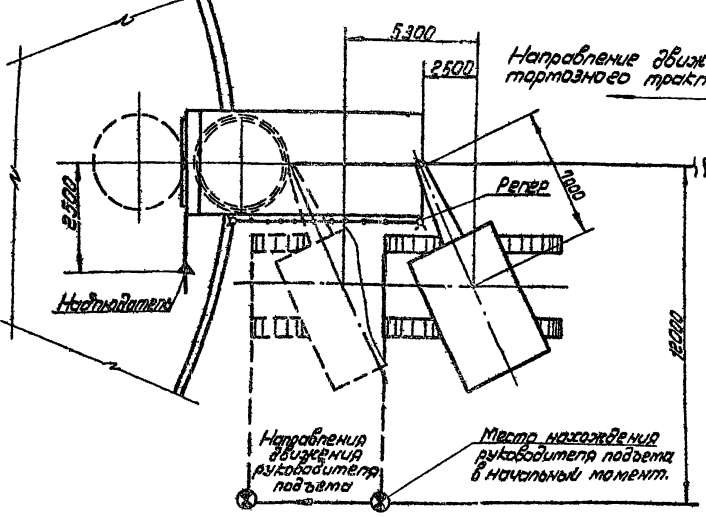 5300
2500
Направление движ
тормозного тракт
7000
Репер
2500
Наблюдатель
12000
Направления
движения
руководителя
подъема
Место нахождения
руководителя подъема
в начальный момент.